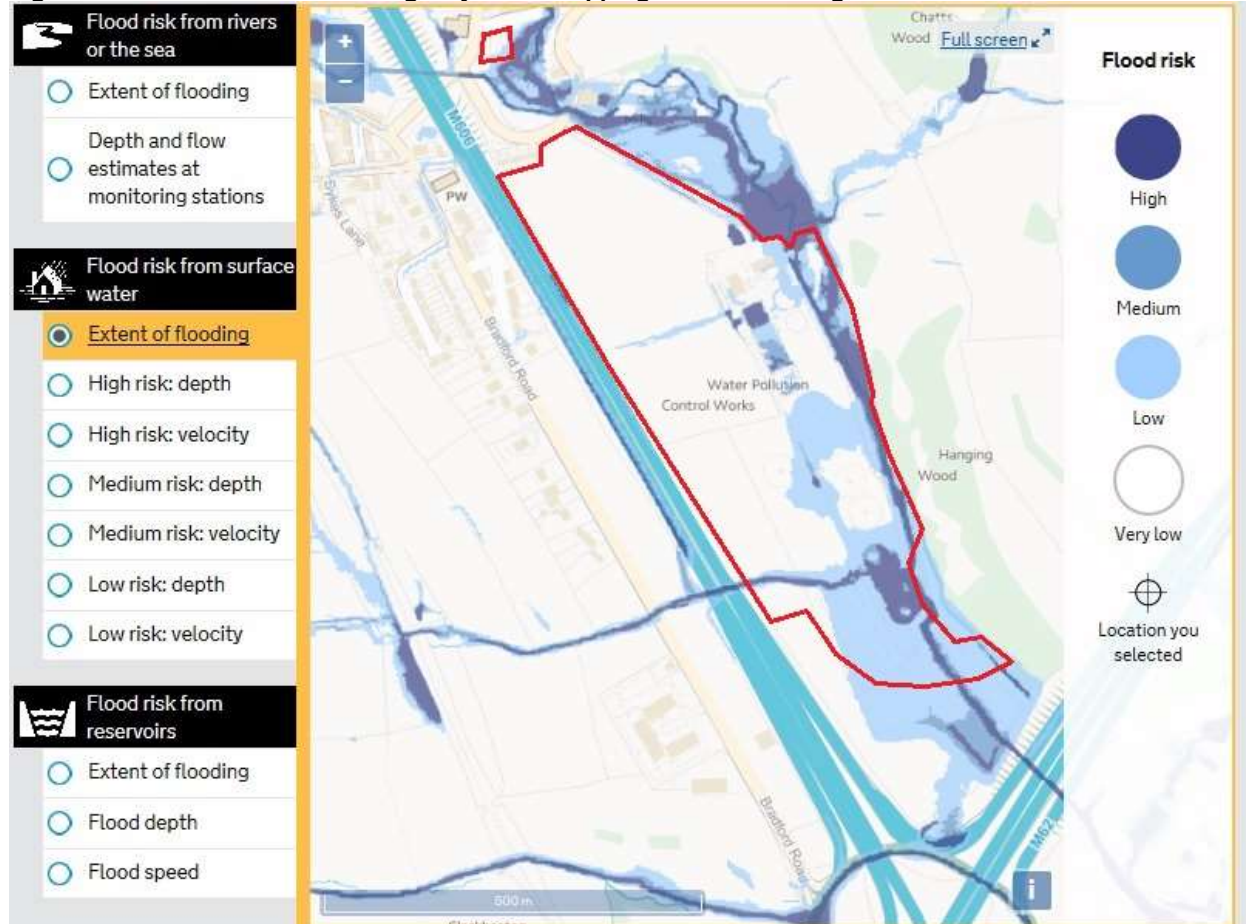 Flood risk from rivers
or the sea
Extent of flooding
Depth and flow
estimates at
monitoring stations
Flood risk from surface
water
Extent of flooding
High risk: depth
High risk: velocity
Medium risk: depth
Medium risk: velocity
Low risk: depth
Low risk: velocity
Flood risk from
reservoirs
Extent of flooding
Flood depth
Flood speed
+
−
Chatts
Wood
Full screen
M606
PW
Sykes Lane
Bradford Road
Water Pollution
Control Works
Hanging
Wood
Bradford Road
M62
500 m
i
Flood risk
High
Medium
Low
Very low
Location you
selected